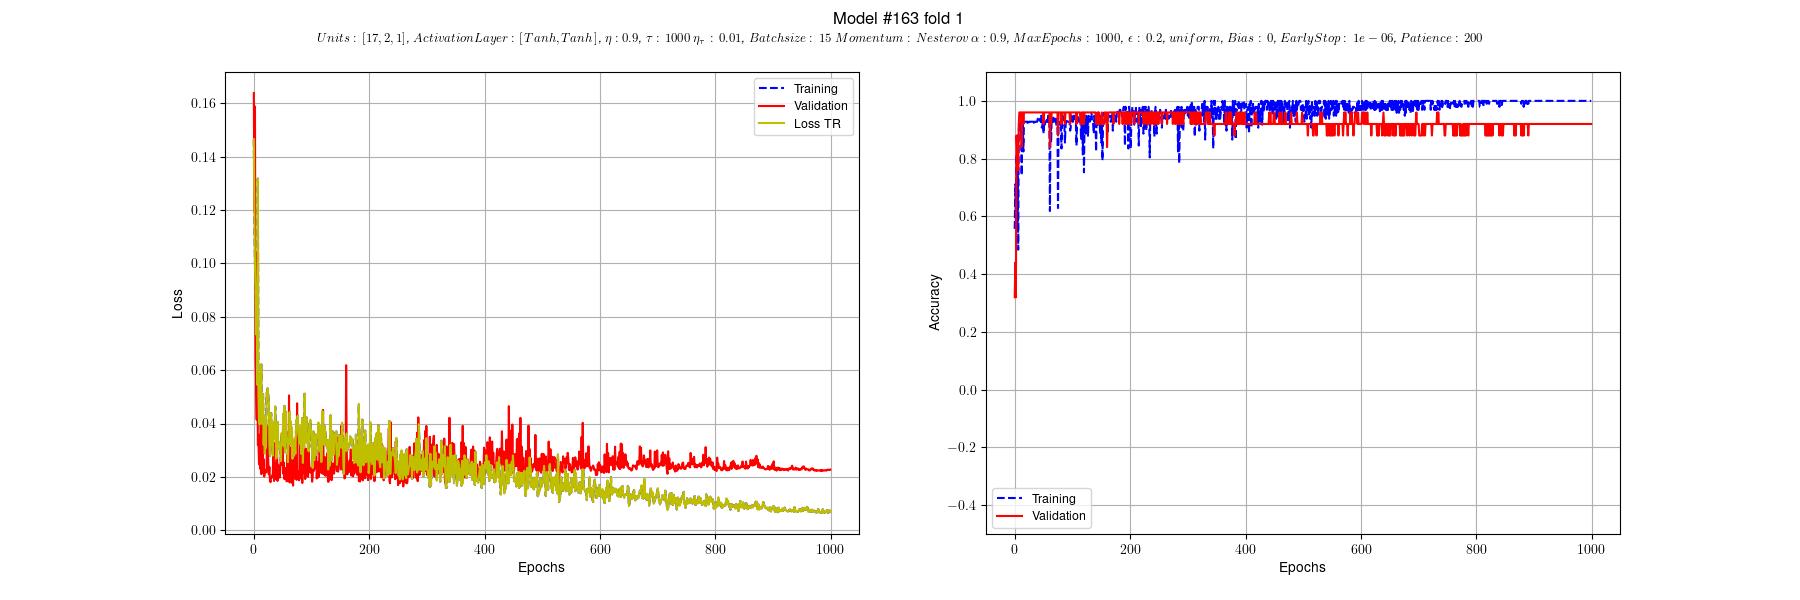 Model #163 fold 1
Units : [17, 2, 1], ActivationLayer : [Tanh, Tanh], η : 0.9, τ : 1000 η_τ : 0.01, Batchsize : 15 Momentum : Nesterov α : 0.9, MaxEpochs : 1000, ϵ : 0.2, uniform, Bias : 0, EarlyStop : 1e − 06, Patience : 200
Loss
0.16
0.14
0.12
0.10
0.08
0.06
0.04
0.02
0.00
0 200 400 600 800 1000
Epochs
Training
Validation
Loss TR
Accuracy
1.0
0.8
0.6
0.4
0.2
0.0
−0.2
−0.4
0 200 400 600 800 1000
Epochs
Training
Validation